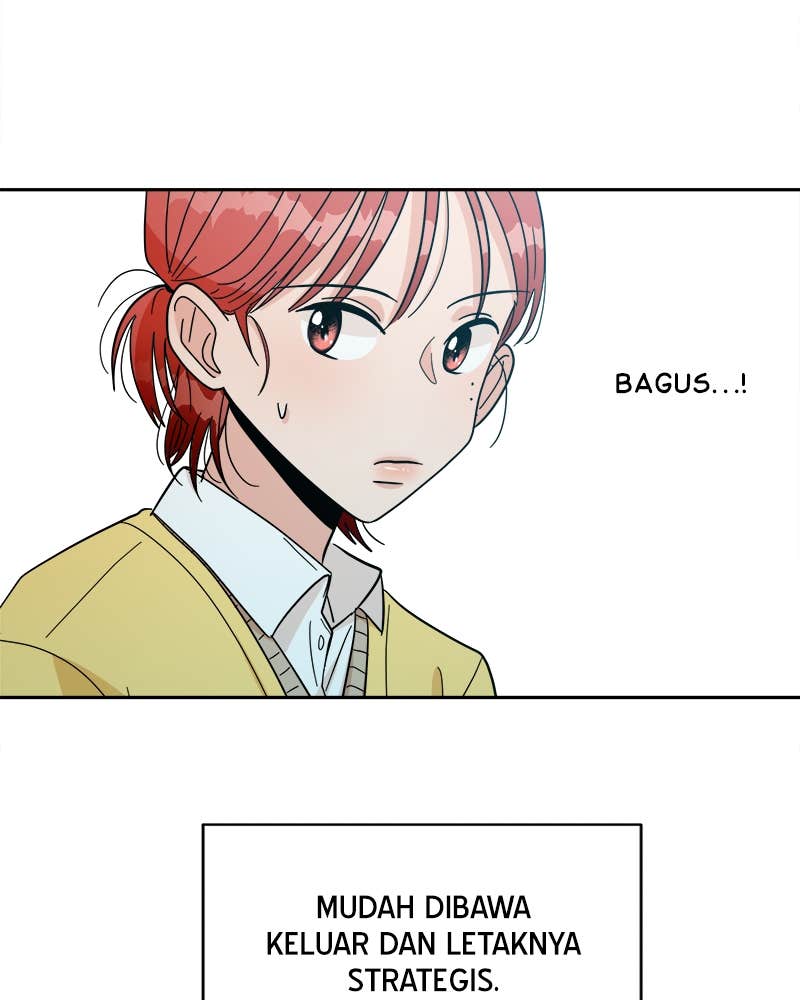 BAGUS...!
MUDAH DIBAWA
KELUAR DAN LETAKNYA
STRATEGIS.